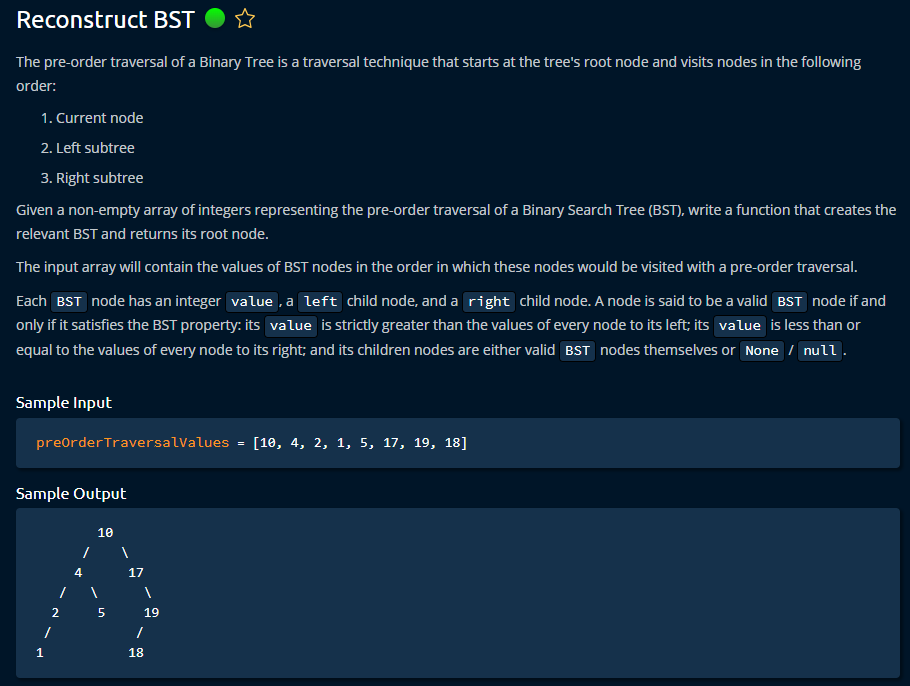 Reconstruct BST
The pre-order traversal of a Binary Tree is a traversal technique that starts at the tree's root node and visits nodes in the following
order:
1. Current node
2. Left subtree
3. Right subtree
Given a non-empty array of integers representing the pre-order traversal of a Binary Search Tree (BST), write a function that creates the
relevant BST and returns its root node.
The input array will contain the values of BST nodes in the order in which these nodes would be visited with a pre-order traversal.
Each BST node has an integer value, a left child node, and a right child node. A node is said to be a valid BST node if and
only if it satisfies the BST property: its value is strictly greater than the values of every node to its left; its value is less than or
equal to the values of every node to its right; and its children nodes are either valid BST nodes themselves or None / null.
Sample Input
preOrderTraversalValues = [10, 4, 2, 1, 5, 17, 19, 18]
Sample Output
10
/ \
4 17
/ \ \
2 5 19
/ /
1 18